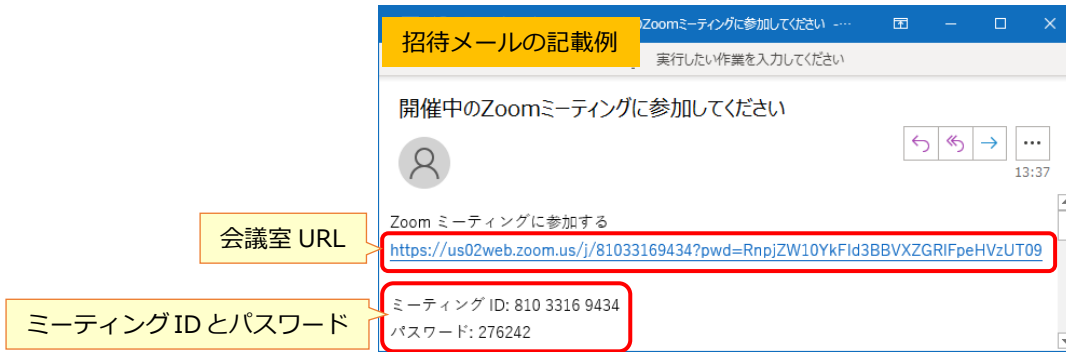 Zoomミーティングに参加してください -…
招待メールの記載例
実行したい作業を入力してください
開催中のZoomミーティングに参加してください
13:37
Zoom ミーティングに参加する
会議室 URL
https://us02web.zoom.us/j/81033169434?pwd=RnpjZW10YkFId3BBVXZGRlFpeHVzUT09
ミーティング ID: 810 3316 9434
ミーティング ID とパスワード
パスワード: 276242